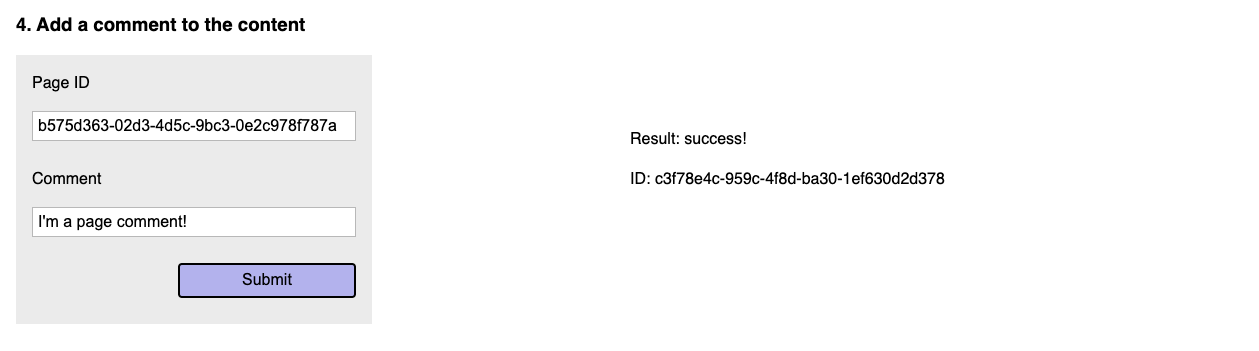 4. Add a comment to the content
Page ID
b575d363-02d3-4d5c-9bc3-0e2c978f787a
Comment
I'm a page comment!
Submit
Result: success!
ID: c3f78e4c-959c-4f8d-ba30-1ef630d2d378